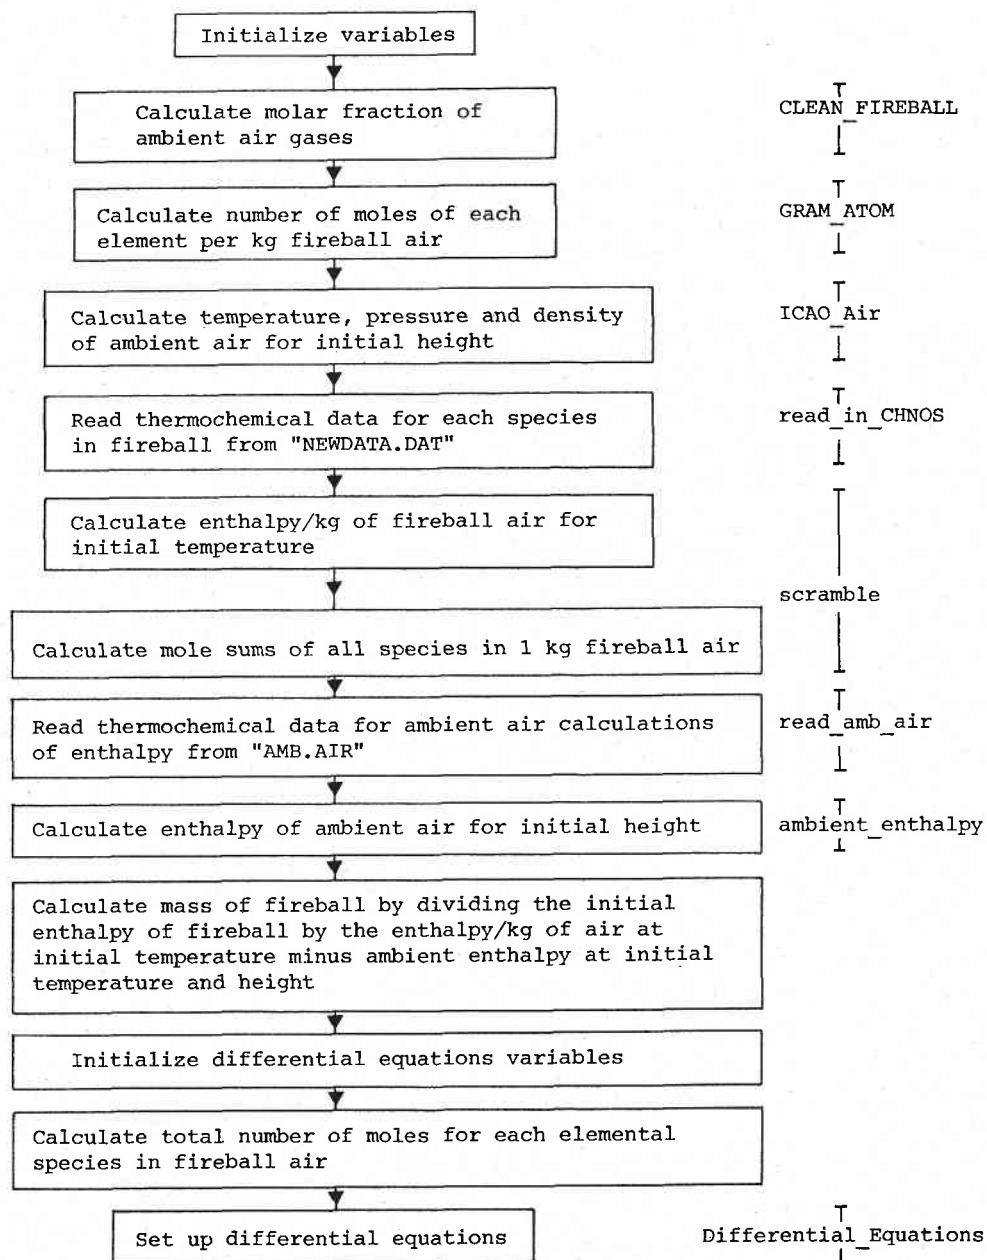 Initialize variables
Calculate molar fraction of
ambient air gases
CLEAN_FIREBALL
Calculate number of moles of each
element per kg fireball air
GRAM_ATOM
Calculate temperature, pressure and density
of ambient air for initial height
ICAO_Air
Read thermochemical data for each species
in fireball from "NEWDATA.DAT"
read_in_CHNOS
Calculate enthalpy/kg of fireball air for
initial temperature
scramble
Calculate mole sums of all species in 1 kg fireball air
Read thermochemical data for ambient air calculations
of enthalpy from "AMB.AIR"
read_amb_air
Calculate enthalpy of ambient air for initial height
ambient_enthalpy
Calculate mass of fireball by dividing the initial
enthalpy of fireball by the enthalpy/kg of air at
initial temperature minus ambient enthalpy at initial
temperature and height
Initialize differential equations variables
Calculate total number of moles for each elemental
species in fireball air
Set up differential equations
Differential_Equations